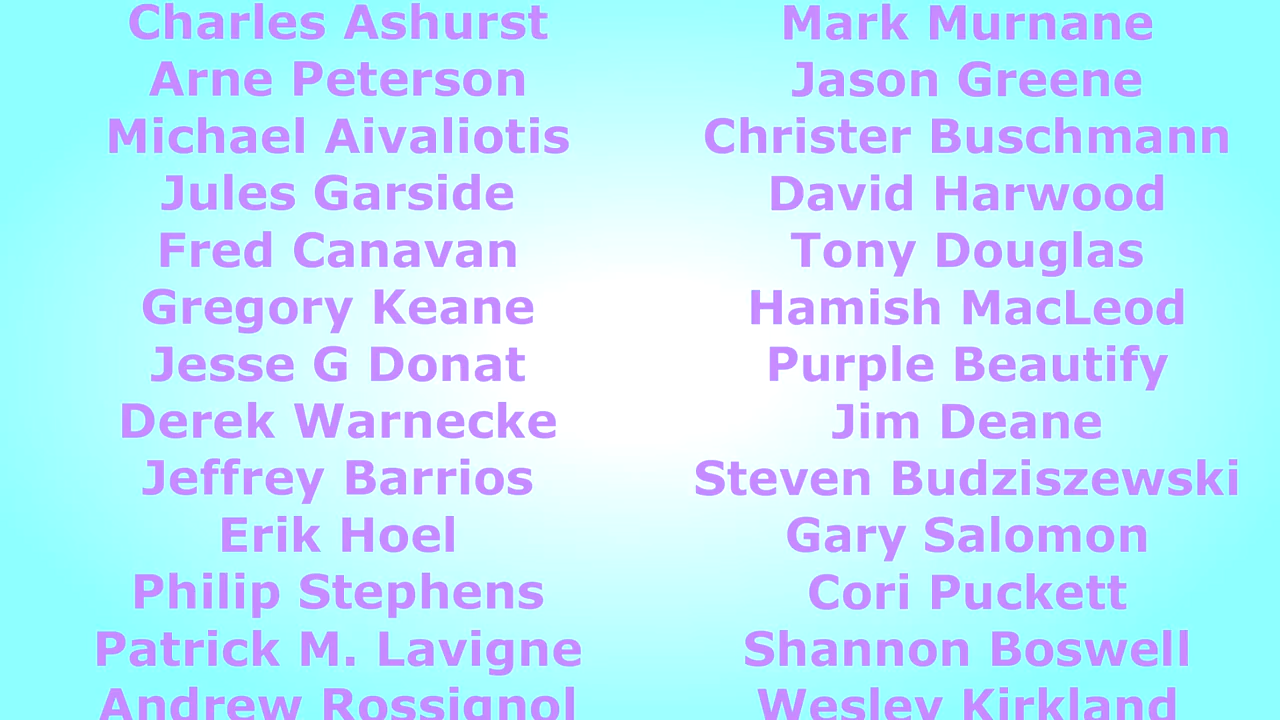 Charles Ashurst
Arne Peterson
Michael Aivaliotis
Jules Garside
Fred Canavan
Gregory Keane
Jesse G Donat
Derek Warnecke
Jeffrey Barrios
Erik Hoel
Philip Stephens
Patrick M. Lavigne
Andrew Rossignol
Mark Murnane
Jason Greene
Christer Buschmann
David Harwood
Tony Douglas
Hamish MacLeod
Purple Beautify
Jim Deane
Steven Budziszewski
Gary Salomon
Cori Puckett
Shannon Boswell
Wesley Kirkland